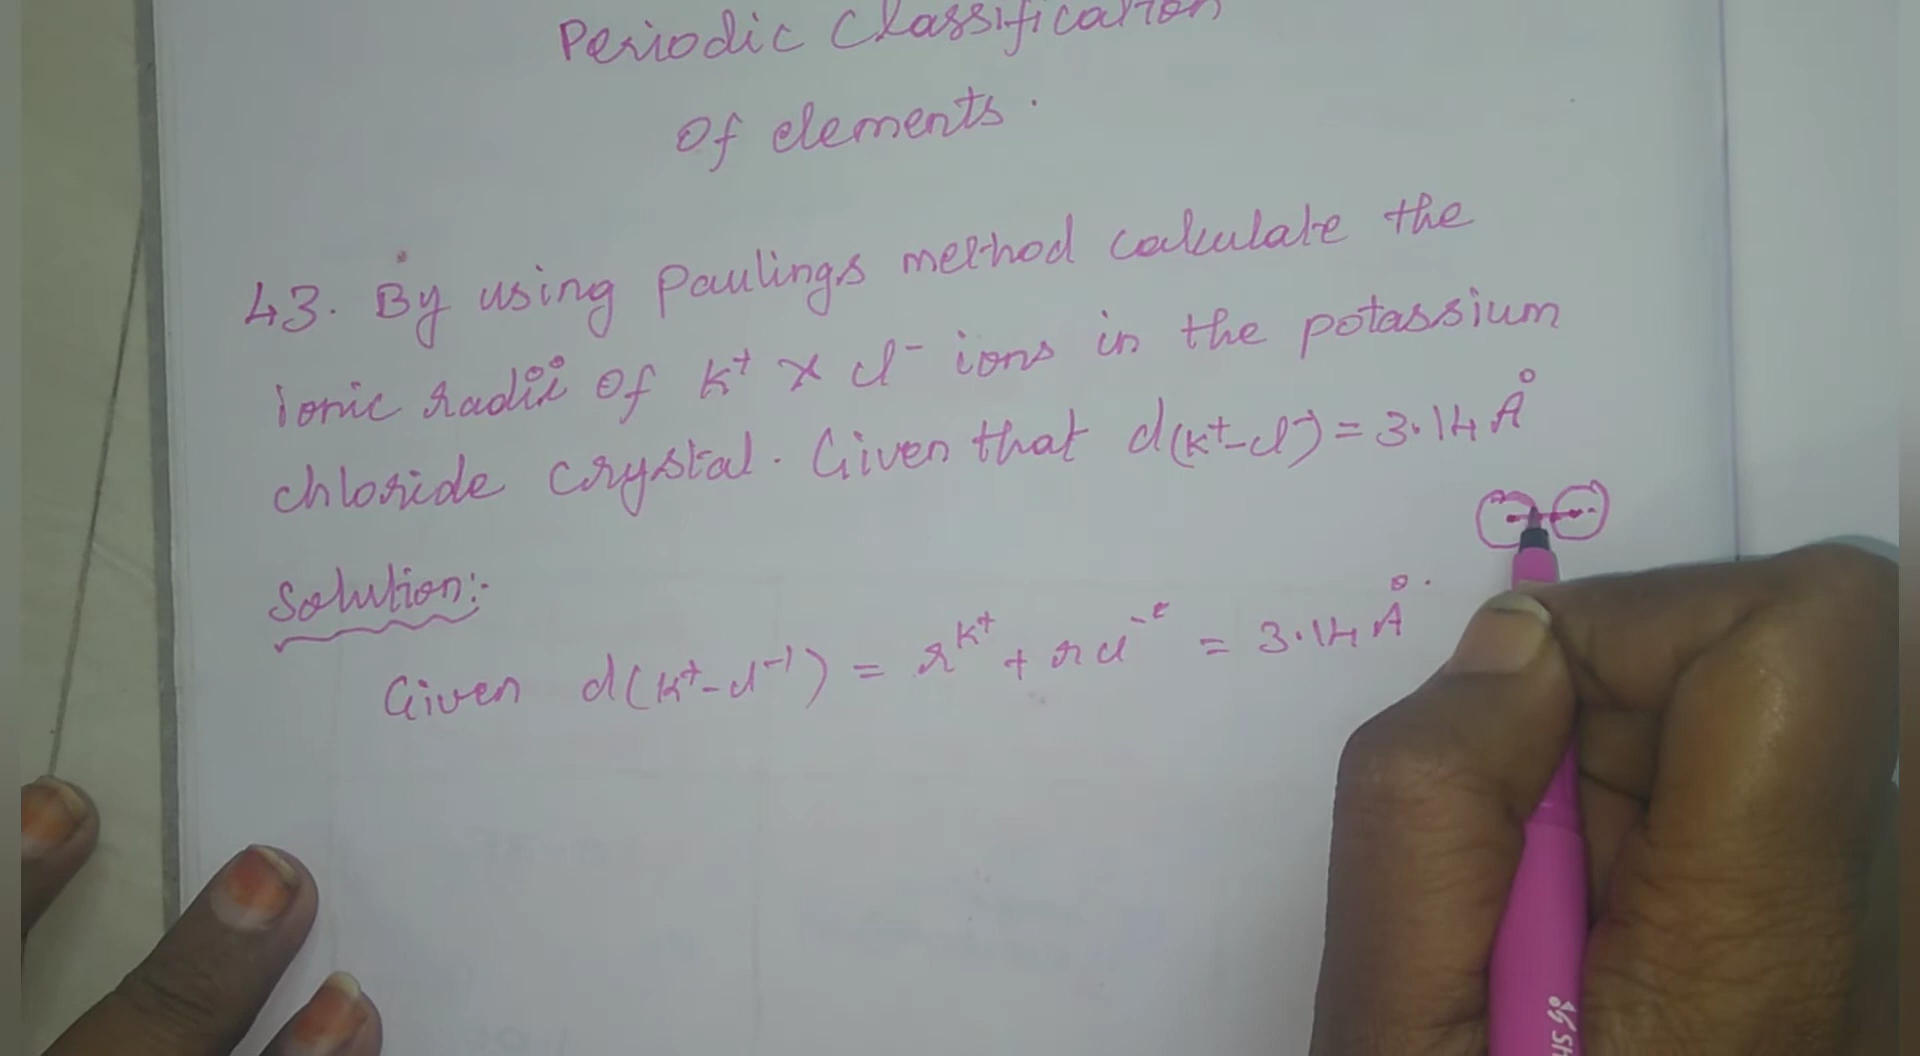 Periodic Classification
Of elements.
43. By using Paulings method calculate the
ionic radii of K⁺ & Cl⁻ ions in the potassium
chloride crystal. Given that d(K⁺-Cl⁻) = 3.14 Å
Solution:-
Given d(K⁺-Cl⁻¹) = rK⁺ + rCl⁻ = 3.14 Å.